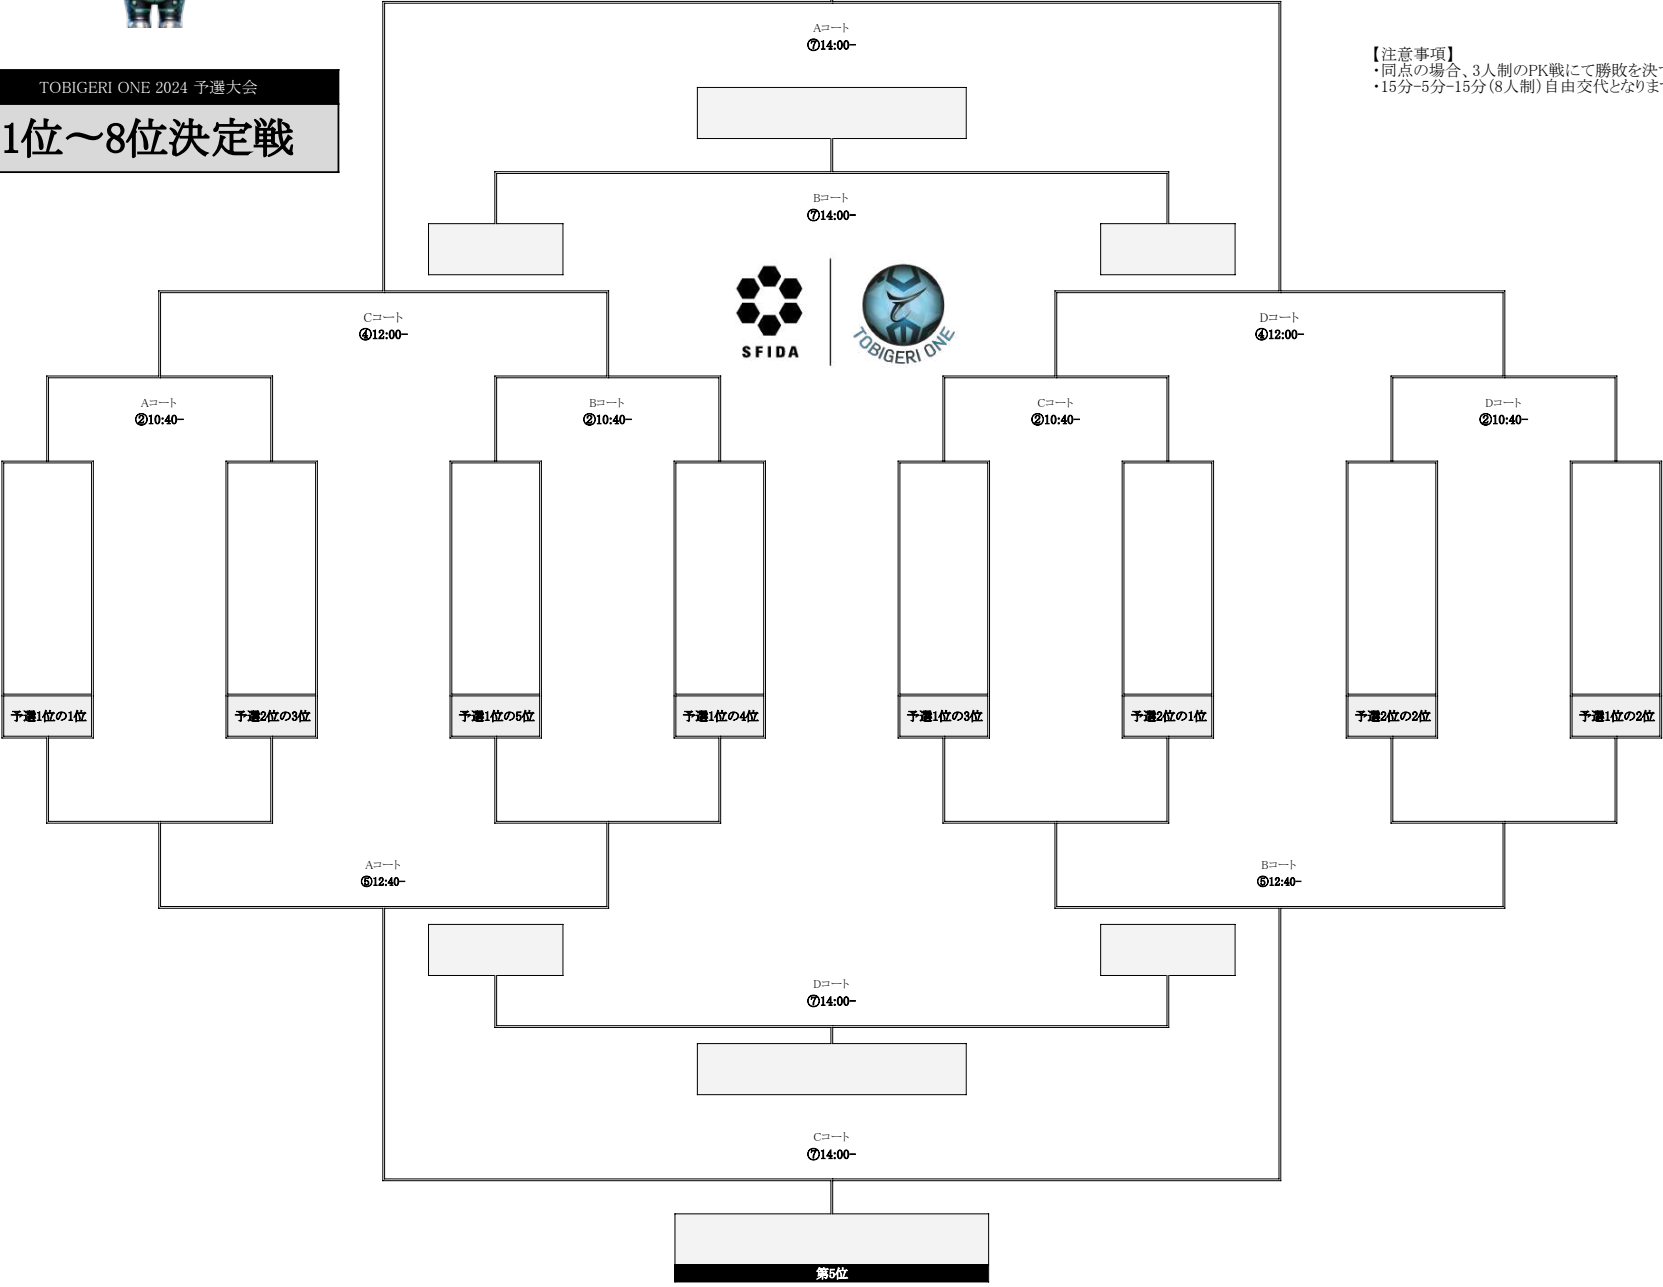 Aコート
⑦14:00-
【注意事項】
・同点の場合、3人制のPK戦にて勝敗を決
・15分-5分-15分(8人制)自由交代となりま
TOBIGERI ONE 2024 予選大会
1位～8位決定戦
Bコート
⑦14:00-
SFIDA
TOBIGERI ONE
Cコート
④12:00-
Dコート
④12:00-
Aコート
②10:40-
Bコート
②10:40-
Cコート
②10:40-
Dコート
②10:40-
予選1位の1位
予選2位の3位
予選1位の5位
予選1位の4位
予選1位の3位
予選2位の1位
予選2位の2位
予選1位の2位
Aコート
⑤12:40-
Bコート
⑤12:40-
Dコート
⑦14:00-
Cコート
⑦14:00-
第5位